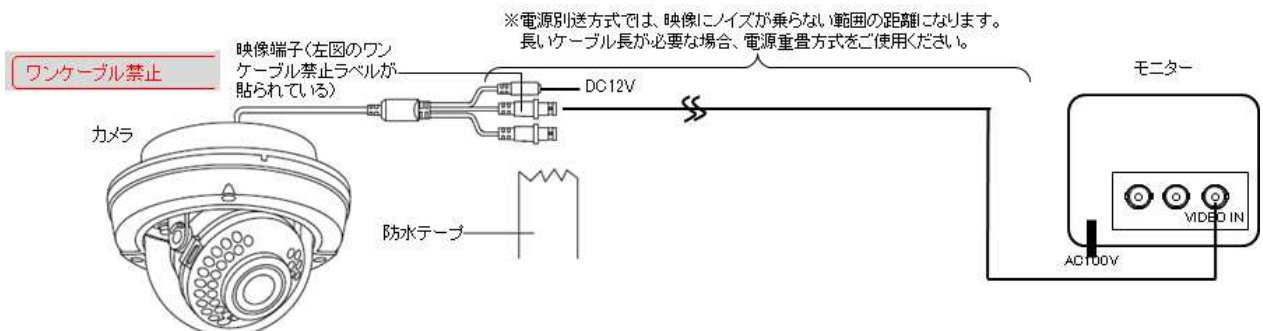 ※電源別送方式では、映像にノイズが乗らない範囲の距離になります。
長いケーブル長が必要な場合、電源重畳方式をご使用ください。
ワンケーブル禁止
映像端子(左図のワン
ケーブル禁止ラベルが
貼られている)
DC12V
モニター
カメラ
VIDEO IN
防水テープ
AC100V